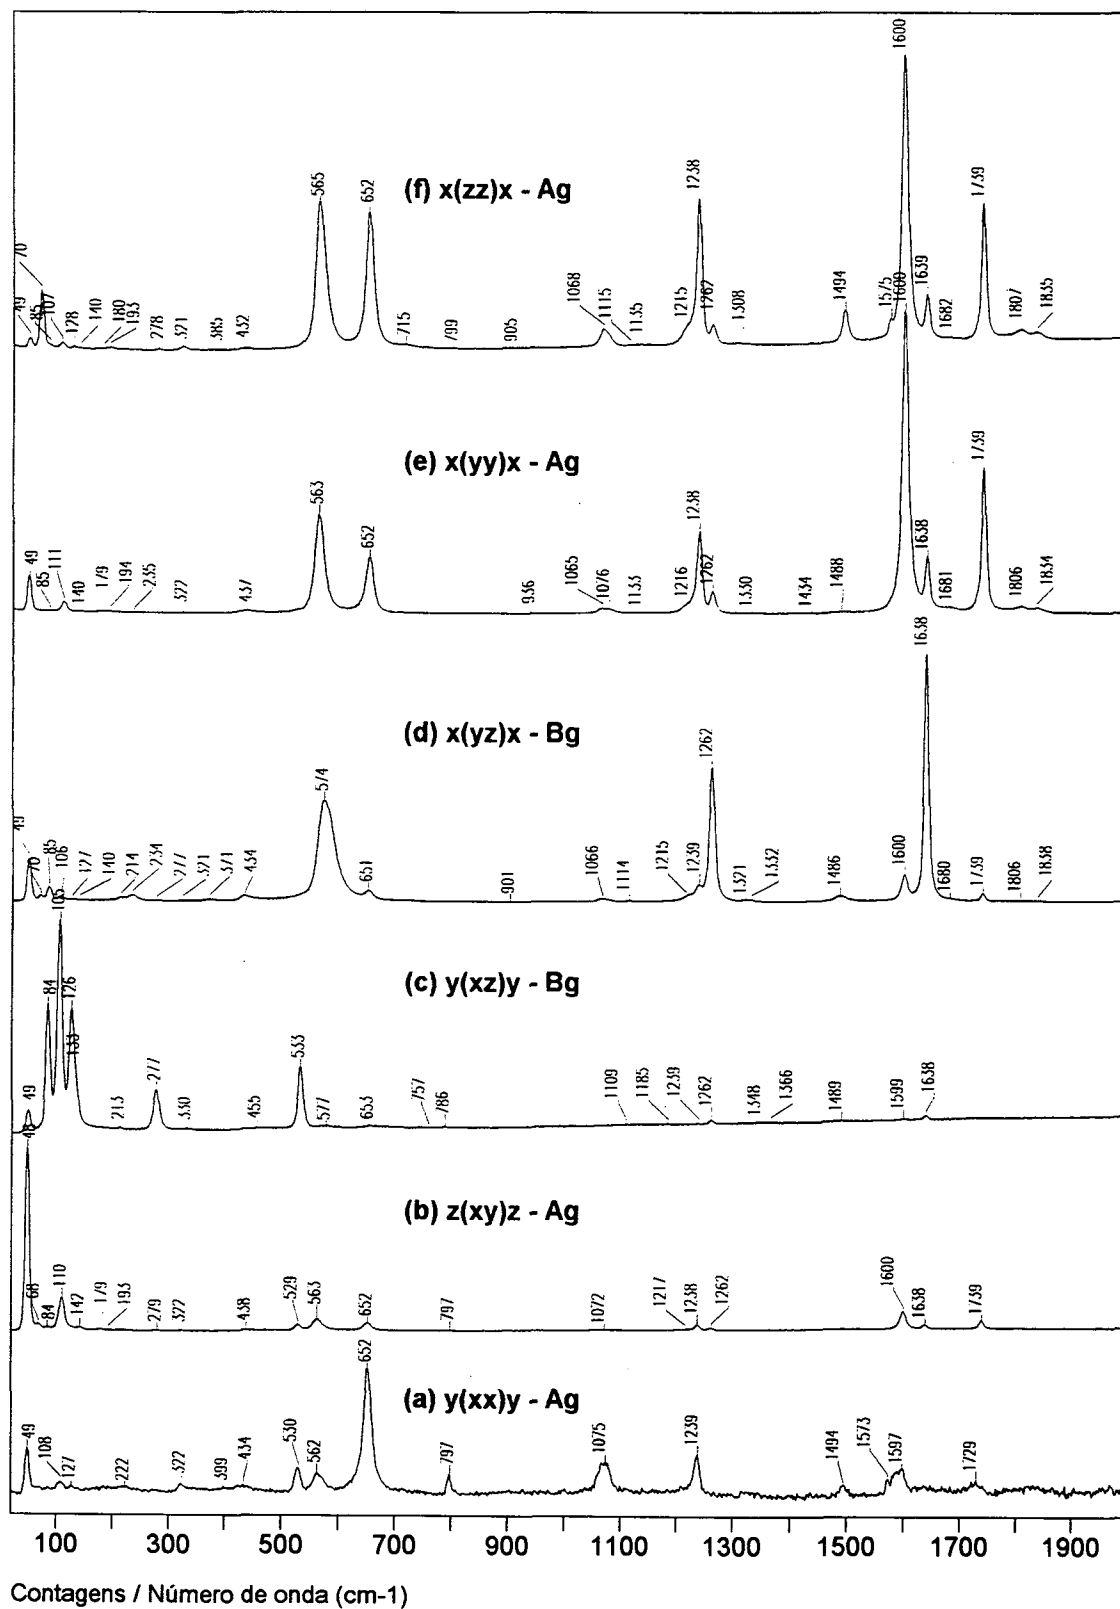 1600
(f) x(zz)x - Ag
49 70 85 107 128 140 180 193 278 321 385 432 565 652 715 799 905 1068 1115 1135 1215 1238 1262 1308 1494 1575 1600 1639 1682 1739 1807 1835
(e) x(yy)x - Ag
49 85 111 140 179 194 235 322 437 563 652 936 1065 1076 1133 1216 1238 1262 1330 1434 1488 1638 1681 1739 1806 1834
(d) x(yz)x - Bg
49 70 85 106 127 140 214 234 277 321 371 434 574 651 901 1066 1114 1215 1239 1262 1321 1332 1486 1600 1638 1680 1739 1806 1838
(c) y(xz)y - Bg
49 84 105 126 133 213 277 330 455 533 577 653 757 786 1109 1185 1239 1262 1348 1366 1489 1599 1638
(b) z(xy)z - Ag
48 68 84 110 142 179 193 279 322 438 529 563 652 797 1072 1217 1238 1262 1600 1638 1739
(a) y(xx)y - Ag
49 108 127 222 322 399 434 530 562 652 797 1075 1239 1494 1573 1597 1729
100 300 500 700 900 1100 1300 1500 1700 1900
Contagens / Número de onda (cm-1)